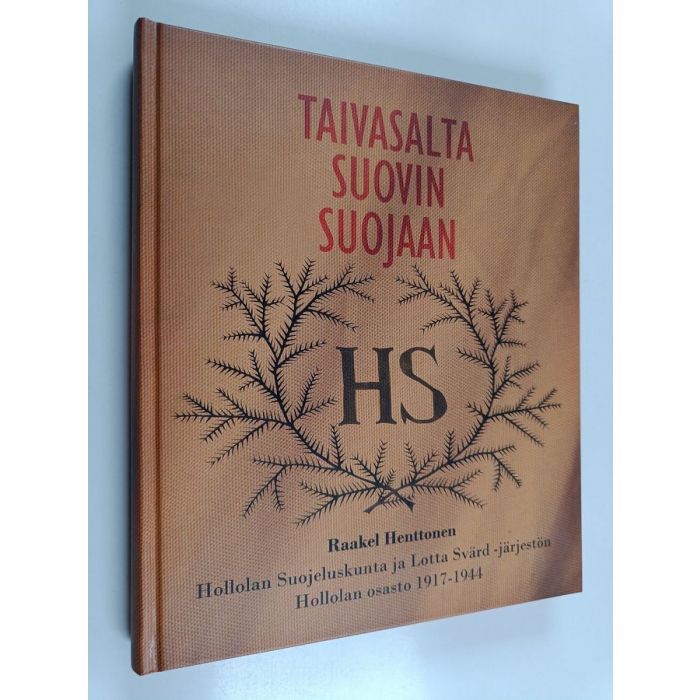 TAIVASALTA
SUOVIN
SUOJAAN
HS
Raakel Henttonen
Hollolan Suojeluskunta ja Lotta Svärd -järjestön
Hollolan osasto 1917-1944